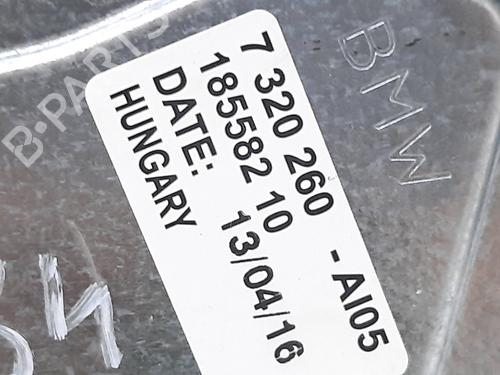 7 320 260 - AI05
185582 10
DATE: 13/04/16
HUNGARY
BMW
B-PARTS